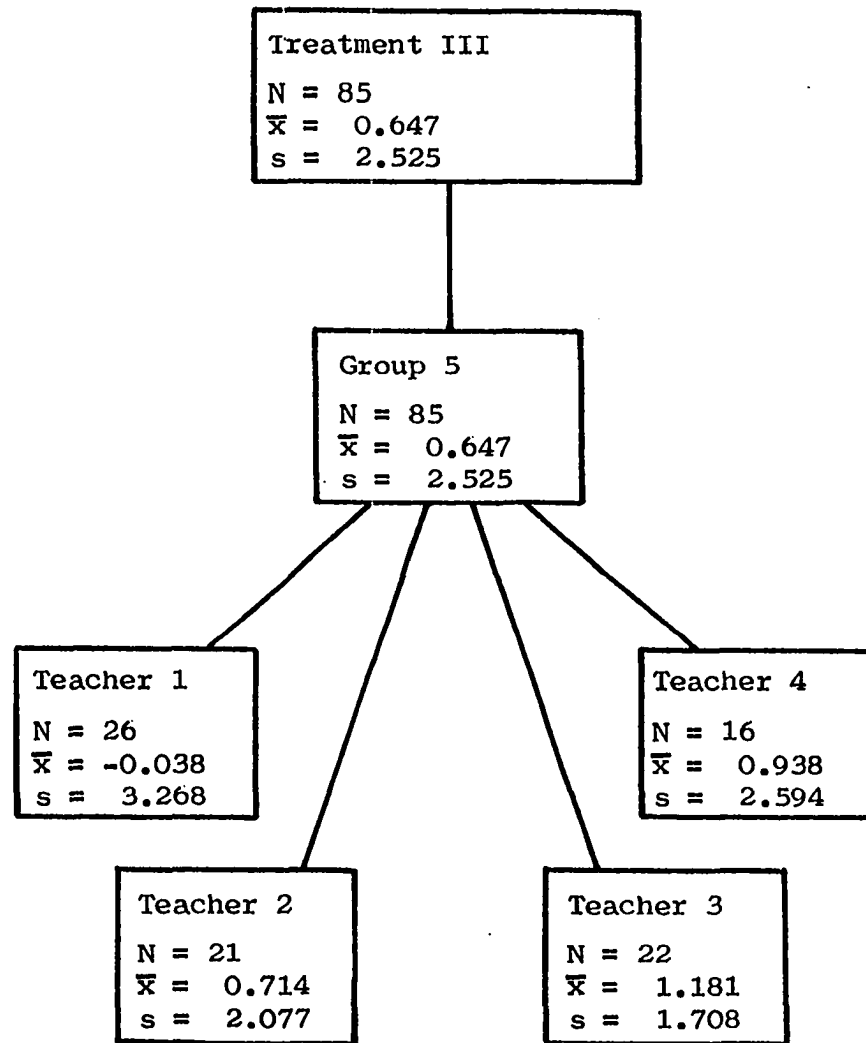 Treatment III
N = 85
x̅ = 0.647
s = 2.525
Group 5
N = 85
x̅ = 0.647
s = 2.525
Teacher 1
N = 26
x̅ = -0.038
s = 3.268
Teacher 4
N = 16
x̅ = 0.938
s = 2.594
Teacher 2
N = 21
x̅ = 0.714
s = 2.077
Teacher 3
N = 22
x̅ = 1.181
s = 1.708